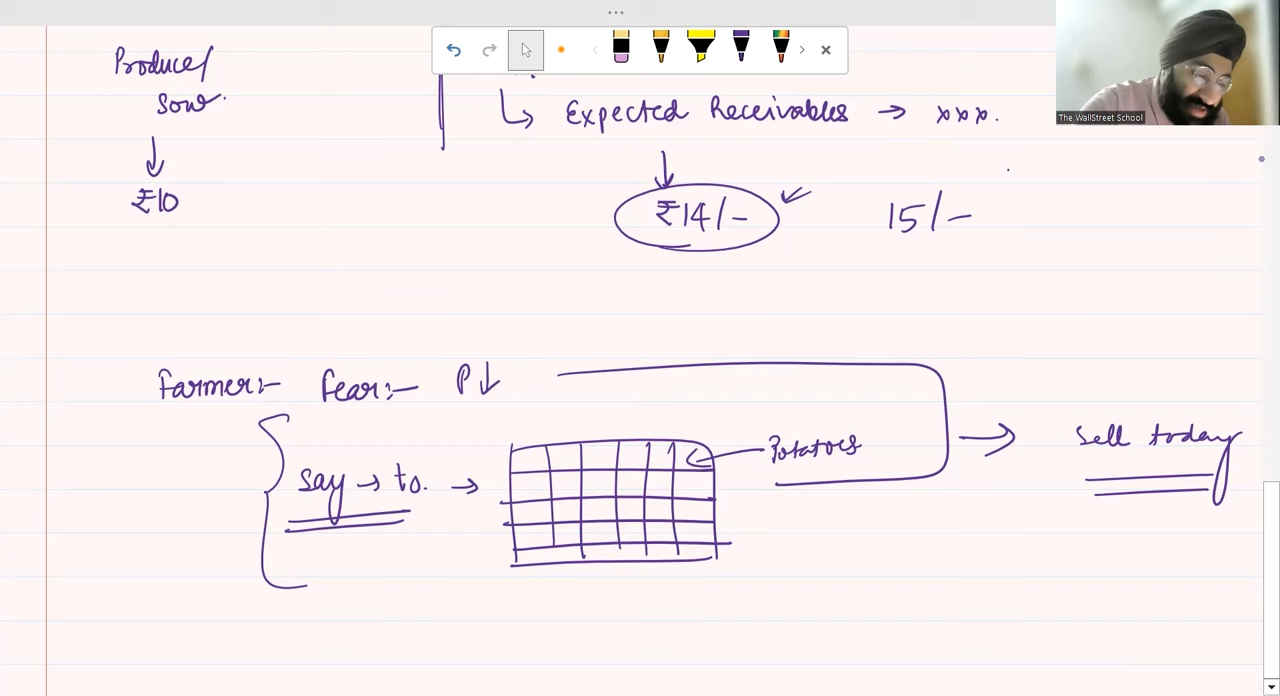 Produce/
Sow.
₹10
Expected Receivables → xxx.
₹14/-
15/-
The WallStreet School
Farmer:- Fear:- P↓
Potatoes
Sell today
Say → to. →